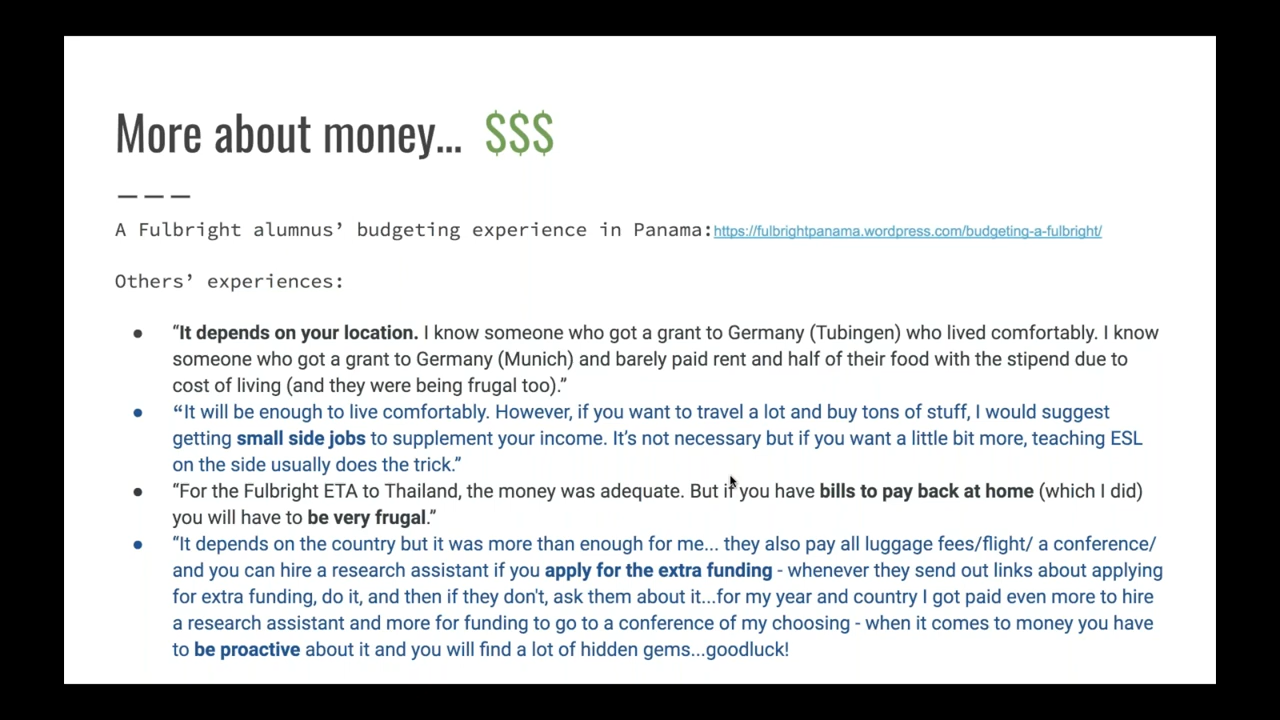 More about money... $$$
A Fulbright alumnus’ budgeting experience in Panama:https://fulbrightpanama.wordpress.com/budgeting-a-fulbright/
Others’ experiences:
● “It depends on your location. I know someone who got a grant to Germany (Tubingen) who lived comfortably. I know
someone who got a grant to Germany (Munich) and barely paid rent and half of their food with the stipend due to
cost of living (and they were being frugal too).”
● “It will be enough to live comfortably. However, if you want to travel a lot and buy tons of stuff, I would suggest
getting small side jobs to supplement your income. It’s not necessary but if you want a little bit more, teaching ESL
on the side usually does the trick.”
● “For the Fulbright ETA to Thailand, the money was adequate. But if you have bills to pay back at home (which I did)
you will have to be very frugal.”
● “It depends on the country but it was more than enough for me... they also pay all luggage fees/flight/ a conference/
and you can hire a research assistant if you apply for the extra funding - whenever they send out links about applying
for extra funding, do it, and then if they don't, ask them about it...for my year and country I got paid even more to hire
a research assistant and more for funding to go to a conference of my choosing - when it comes to money you have
to be proactive about it and you will find a lot of hidden gems...goodluck!